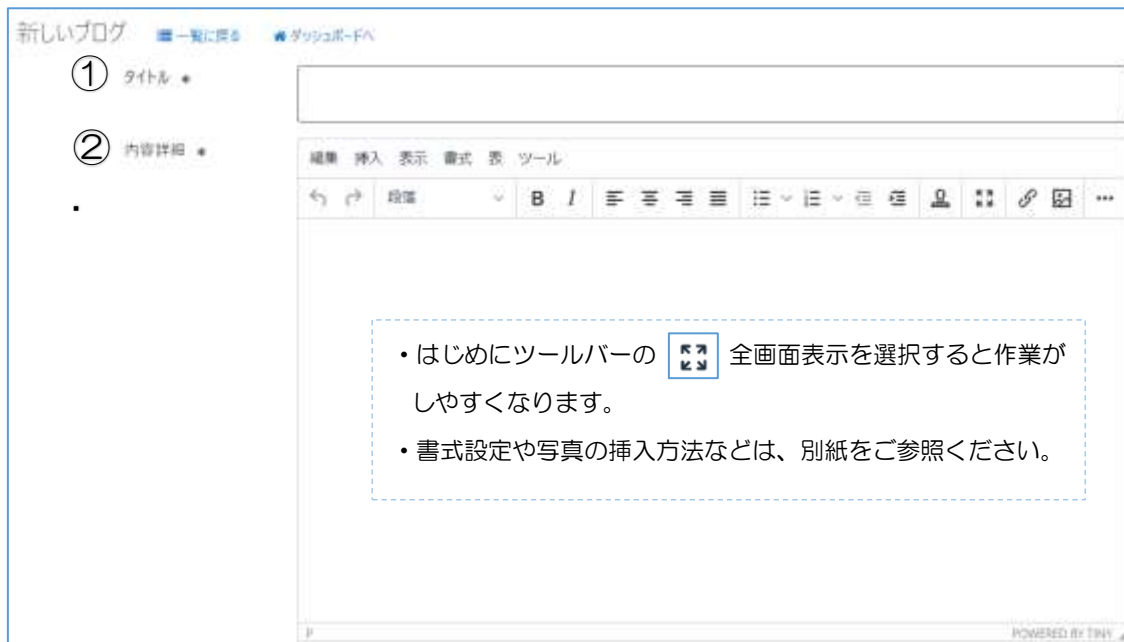 新しいブログ 一覧に戻る ダッシュボードへ
① タイトル *
② 内容詳細 *
編集 挿入 表示 書式 表 ツール
段落 B I
・はじめにツールバーの 全画面表示を選択すると作業が
しやすくなります。
・書式設定や写真の挿入方法などは、別紙をご参照ください。
P POWERED BY TINY